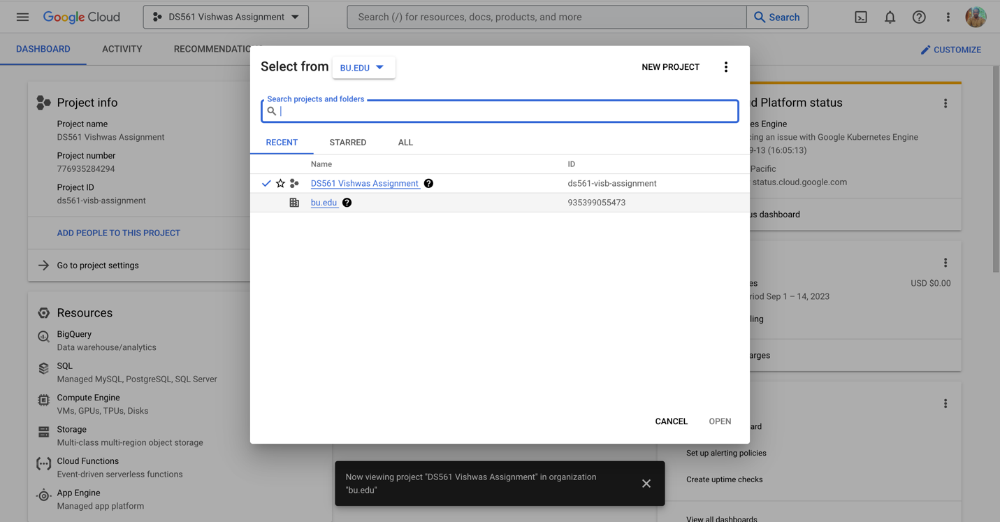 Google Cloud
DS561 Vishwas Assignment
Search (/) for resources, docs, products, and more
Search
DASHBOARD
ACTIVITY
RECOMMENDATIO
CUSTOMIZE
Select from
BU.EDU
NEW PROJECT
Search projects and folders
RECENT
STARRED
ALL
Name
ID
DS561 Vishwas Assignment
ds561-visb-assignment
bu.edu
935399055473
CANCEL
OPEN
Project info
Project name
DS561 Vishwas Assignment
Project number
776935284294
Project ID
ds561-visb-assignment
ADD PEOPLE TO THIS PROJECT
Go to project settings
Resources
BigQuery
Data warehouse/analytics
SQL
Managed MySQL, PostgreSQL, SQL Server
Compute Engine
VMs, GPUs, TPUs, Disks
Storage
Multi-class multi-region object storage
Cloud Functions
Event-driven serverless functions
App Engine
Managed app platform
Now viewing project "DS561 Vishwas Assignment" in organization
"bu.edu"
d Platform status
es Engine
ing an issue with Google Kubernetes Engine
9-13 (16:05:13)
Pacific
status.cloud.google.com
us dashboard
es
USD $0.00
riod Sep 1 – 14, 2023
ling
arges
ard
Set up alerting policies
Create uptime checks
View all dashboards